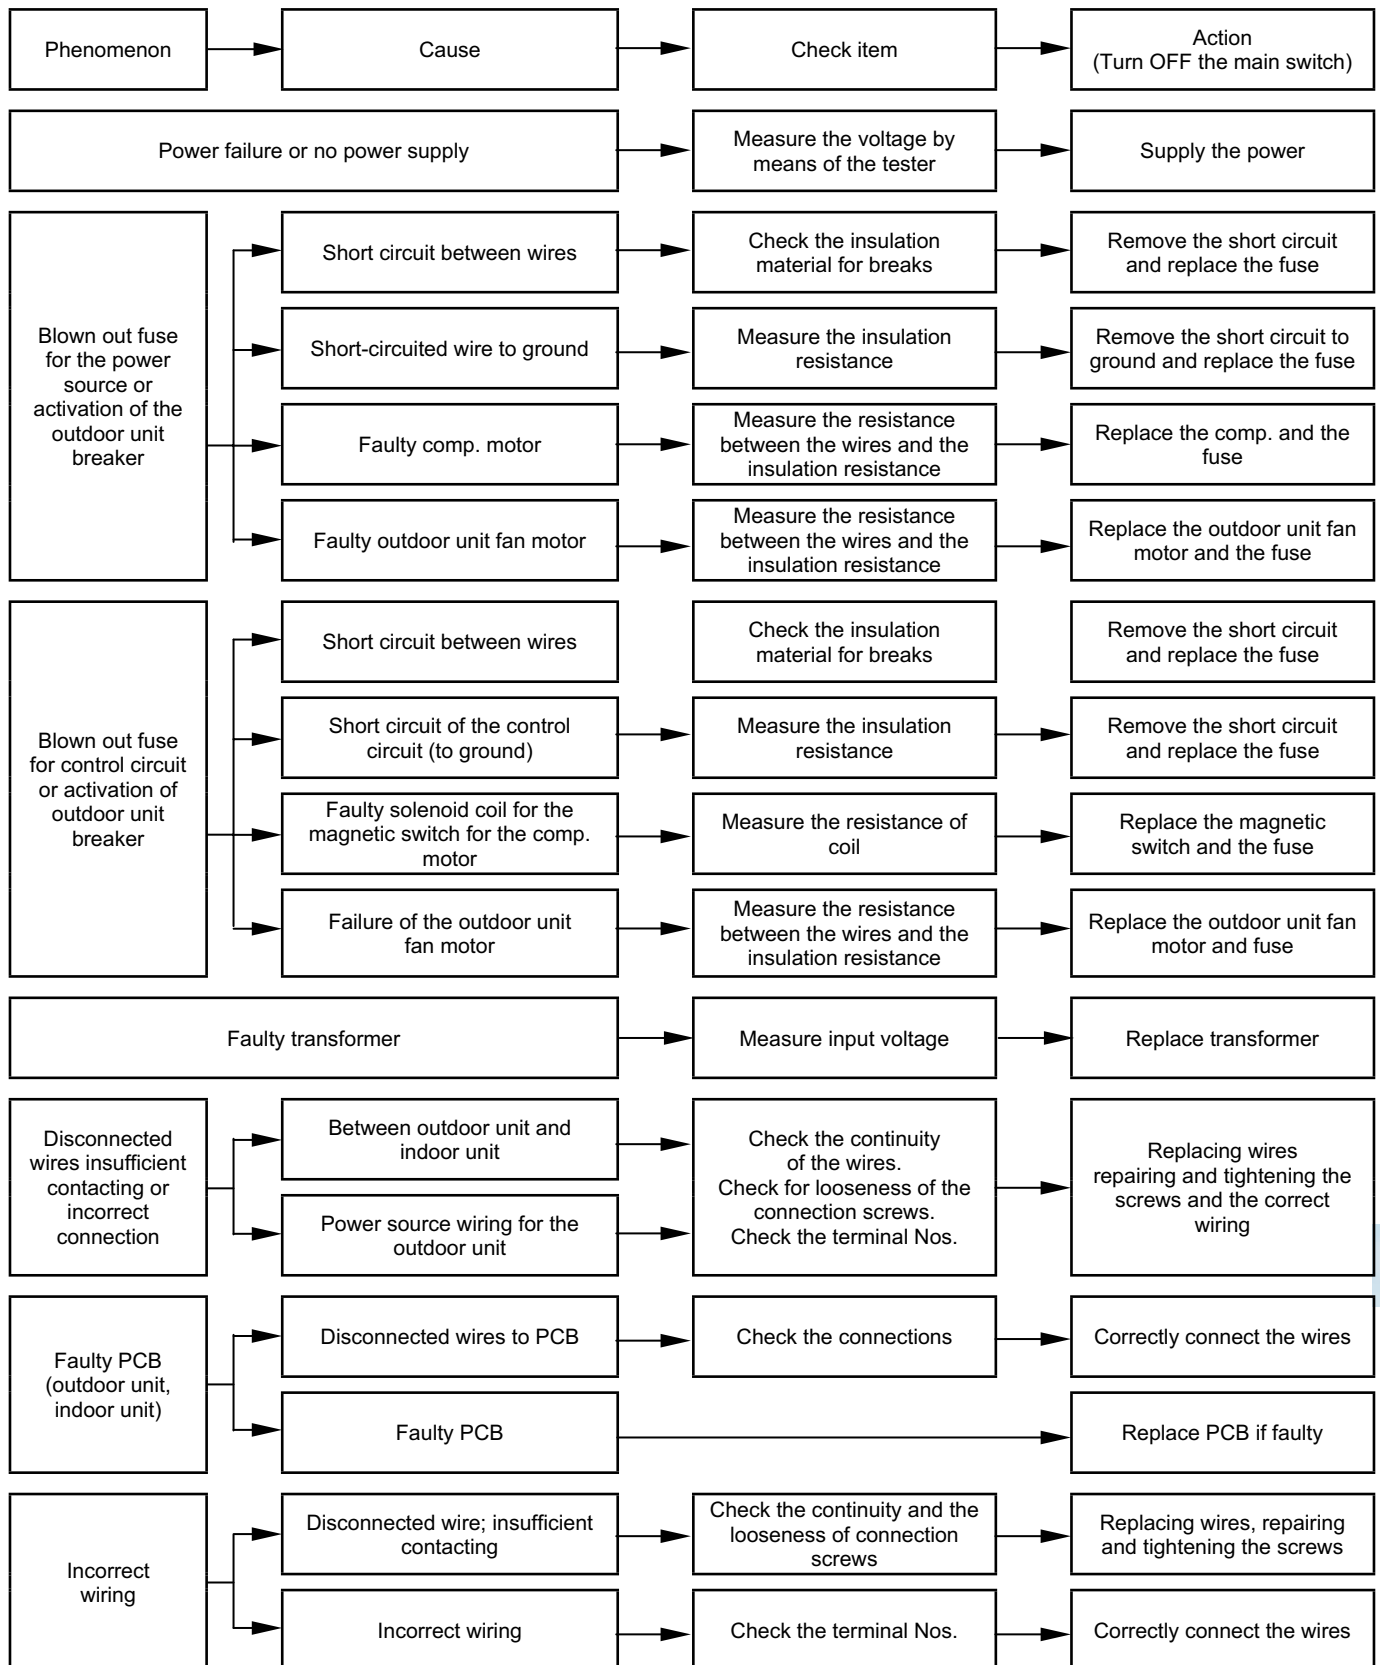 Phenomenon
Cause
Check item
Action
(Turn OFF the main switch)
Power failure or no power supply
Measure the voltage by
means of the tester
Supply the power
Blown out fuse
for the power
source or
activation of the
outdoor unit
breaker
Short circuit between wires
Check the insulation
material for breaks
Remove the short circuit
and replace the fuse
Short-circuited wire to ground
Measure the insulation
resistance
Remove the short circuit to
ground and replace the fuse
Faulty comp. motor
Measure the resistance
between the wires and the
insulation resistance
Replace the comp. and the
fuse
Faulty outdoor unit fan motor
Measure the resistance
between the wires and the
insulation resistance
Replace the outdoor unit fan
motor and the fuse
Blown out fuse
for control circuit
or activation of
outdoor unit
breaker
Short circuit between wires
Check the insulation
material for breaks
Remove the short circuit
and replace the fuse
Short circuit of the control
circuit (to ground)
Measure the insulation
resistance
Remove the short circuit
and replace the fuse
Faulty solenoid coil for the
magnetic switch for the comp.
motor
Measure the resistance of
coil
Replace the magnetic
switch and the fuse
Failure of the outdoor unit
fan motor
Measure the resistance
between the wires and the
insulation resistance
Replace the outdoor unit fan
motor and fuse
Faulty transformer
Measure input voltage
Replace transformer
Disconnected
wires insufficient
contacting or
incorrect
connection
Between outdoor unit and
indoor unit
Power source wiring for the
outdoor unit
Check the continuity
of the wires.
Check for looseness of the
connection screws.
Check the terminal Nos.
Replacing wires
repairing and tightening the
screws and the correct
wiring
Faulty PCB
(outdoor unit,
indoor unit)
Disconnected wires to PCB
Check the connections
Correctly connect the wires
Faulty PCB
Replace PCB if faulty
Incorrect
wiring
Disconnected wire; insufficient
contacting
Check the continuity and the
looseness of connection
screws
Replacing wires, repairing
and tightening the screws
Incorrect wiring
Check the terminal Nos.
Correctly connect the wires